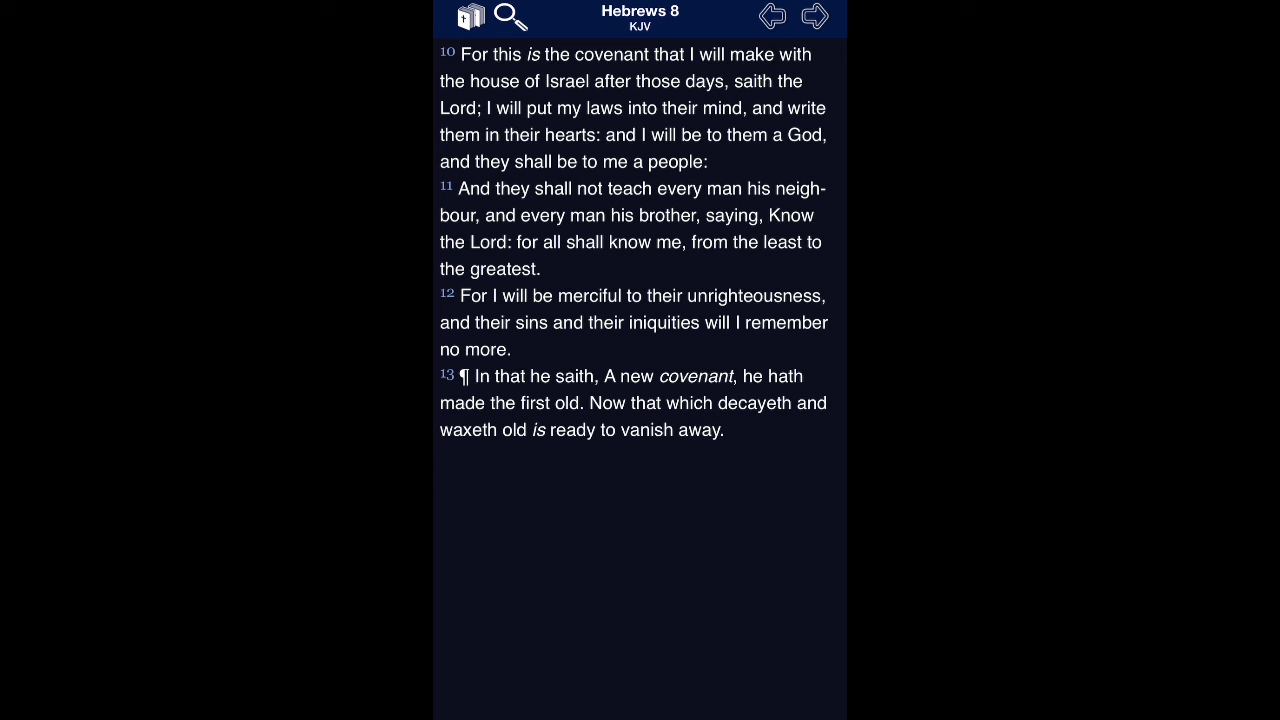 Hebrews 8
KJV
10 For this is the covenant that I will make with
the house of Israel after those days, saith the
Lord; I will put my laws into their mind, and write
them in their hearts: and I will be to them a God,
and they shall be to me a people:
11 And they shall not teach every man his neigh-
bour, and every man his brother, saying, Know
the Lord: for all shall know me, from the least to
the greatest.
12 For I will be merciful to their unrighteousness,
and their sins and their iniquities will I remember
no more.
13 ¶ In that he saith, A new covenant, he hath
made the first old. Now that which decayeth and
waxeth old is ready to vanish away.